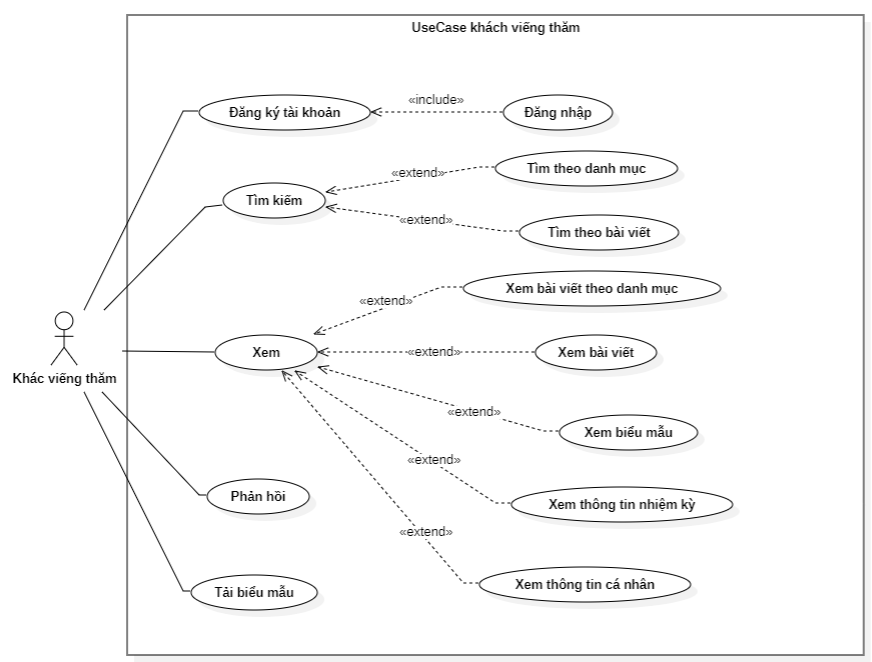 UseCase khách viếng thăm
Đăng ký tài khoản
«include»
Đăng nhập
Tìm kiếm
«extend»
Tìm theo danh mục
«extend»
Tìm theo bài viết
Xem
«extend»
Xem bài viết theo danh mục
«extend»
Xem bài viết
«extend»
Xem biểu mẫu
«extend»
Xem thông tin nhiệm kỳ
«extend»
Xem thông tin cá nhân
Khác viếng thăm
Phản hồi
Tải biểu mẫu